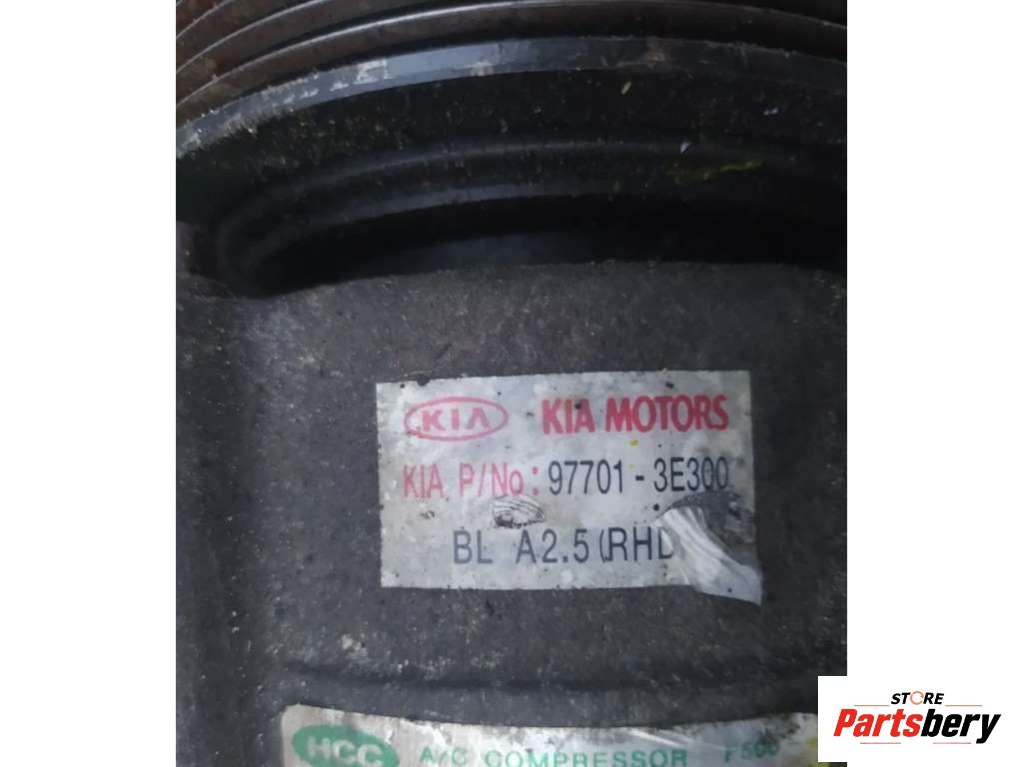 KIA KIA MOTORS
KIA P/No: 97701-3E300
BL A2.5(RHD
HCC A/C COMPRESSOR
STORE
Partsbery